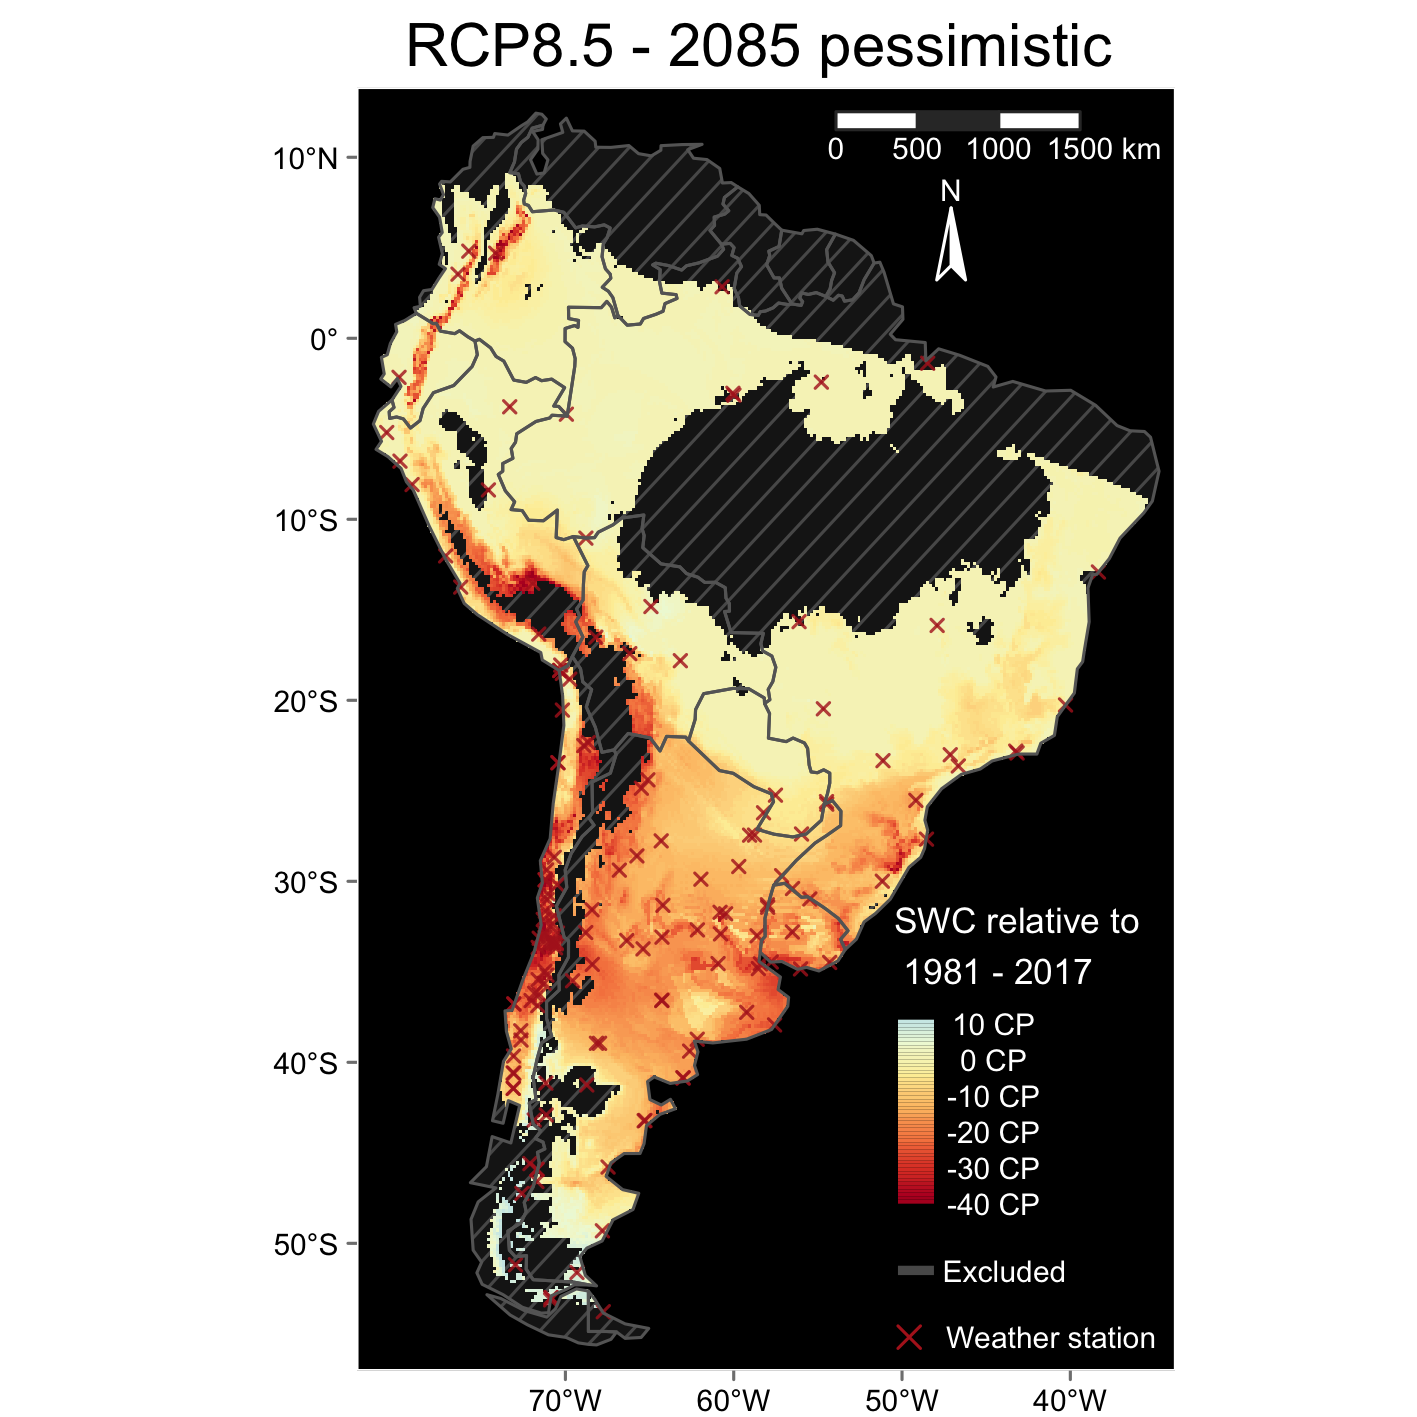 RCP8.5 - 2085 pessimistic
0 500 1000 1500 km
N
10°N
0°
10°S
20°S
30°S
40°S
50°S
SWC relative to
1981 - 2017
10 CP
0 CP
-10 CP
-20 CP
-30 CP
-40 CP
Excluded
Weather station
70°W 60°W 50°W 40°W